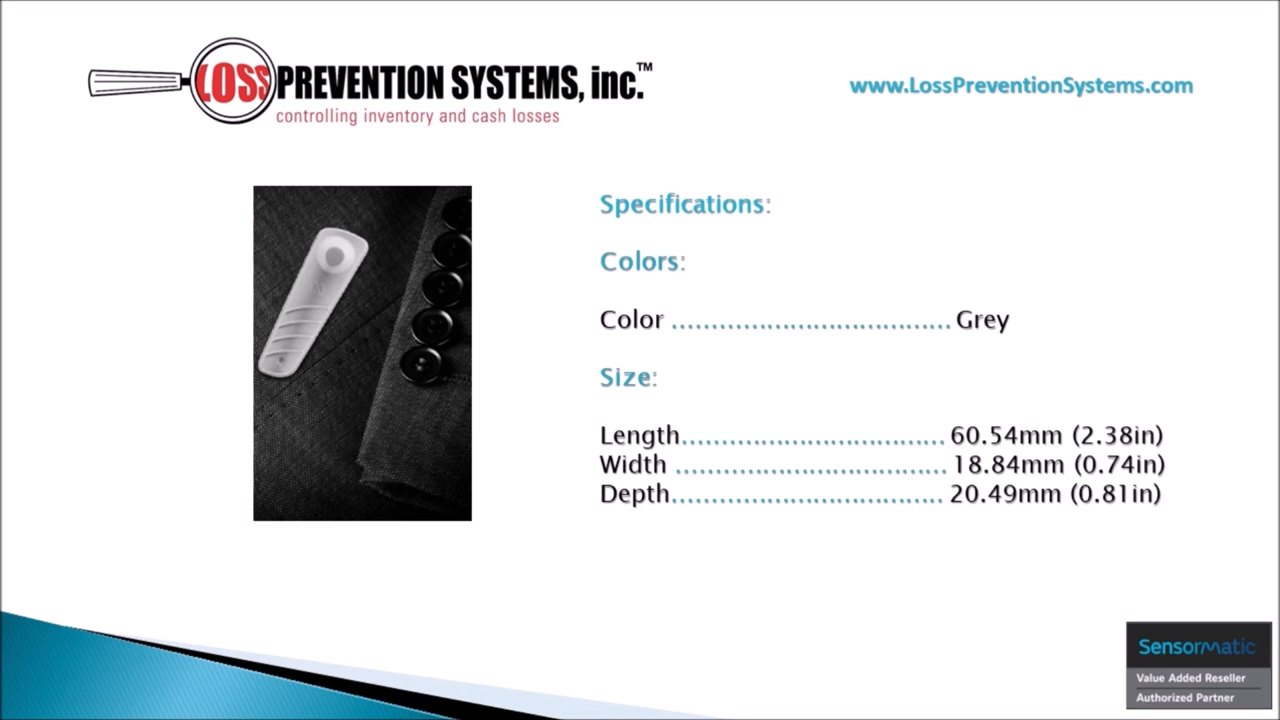 LOSS PREVENTION SYSTEMS, inc.™
controlling inventory and cash losses
www.LossPreventionSystems.com
Specifications:
Colors:
Color ................................... Grey
Size:
Length................................. 60.54mm (2.38in)
Width .................................. 18.84mm (0.74in)
Depth.................................. 20.49mm (0.81in)
Sensormatic
Value Added Reseller
Authorized Partner